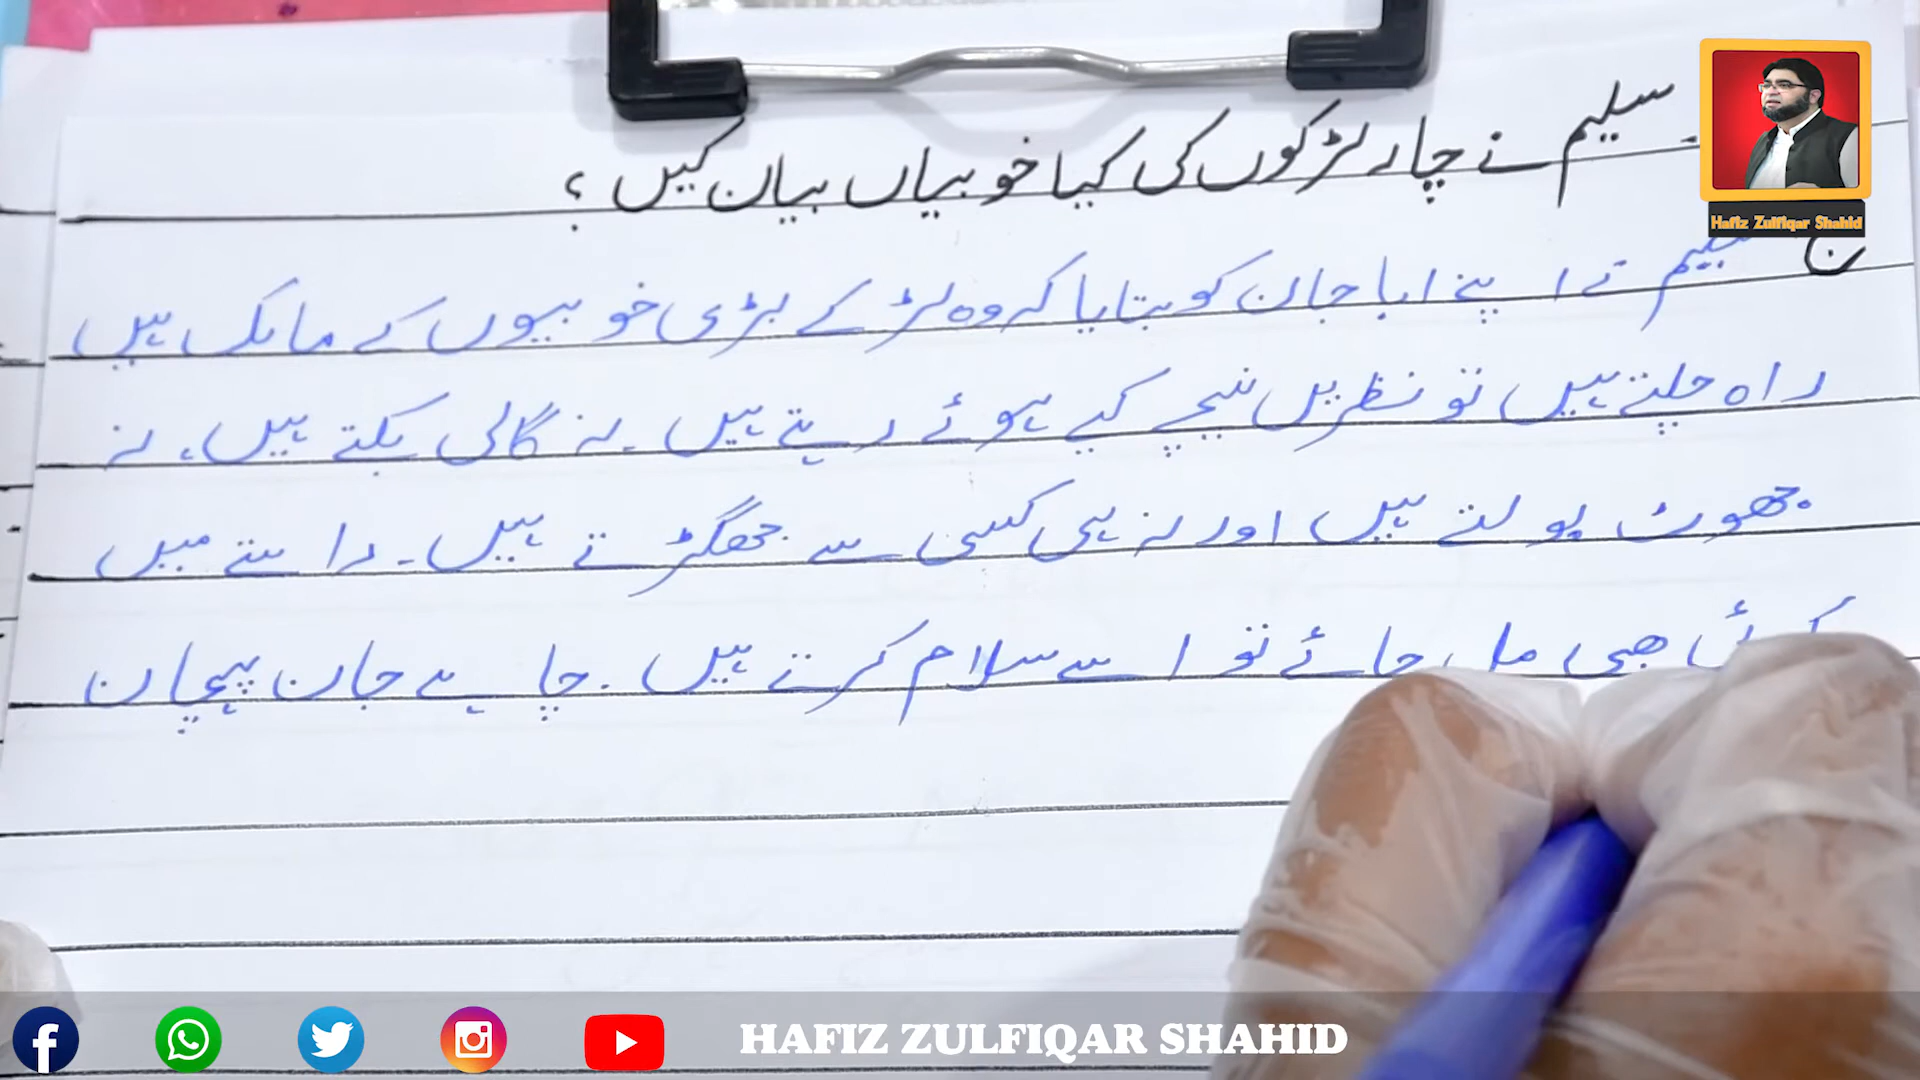 سلیم نے چار لڑکوں کی کیا خوبیاں بیان کیں ؟
Hafiz Zulfiqar Shahid
سلیم نے اپنے ابا جان کو بتایا کہ وہ لڑکے بڑی خوبیوں کے مالک ہیں
راہ چلتے ہیں تو نظریں نیچے کیے ہوئے رہتے ہیں۔ نہ گالی بکتے ہیں، نہ
جھوٹ بولتے ہیں اور نہ ہی کسی سے جھگڑتے ہیں۔ راستے میں
کوئی بھی مل جائے تو اسے سلام کرتے ہیں۔ چاہے جان پہچان
HAFIZ ZULFIQAR SHAHID